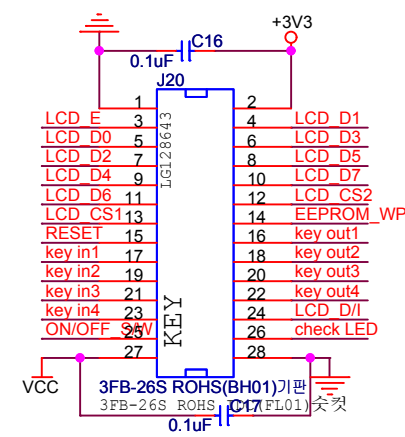 +3V3
C16
0.1uF
J20
1 2
LCD_E 3 4 LCD_D1
LCD_D0 5 6 LCD_D3
LCD_D2 7 8 LCD_D5
LCD_D4 9 10 LCD_D7
LCD_D6 11 12 LCD_CS2
LCD_CS1 13 14 EEPROM_WP
RESET 15 16 key out1
key in1 17 18 key out2
key in2 19 20 key out3
key in3 21 22 key out4
key in4 23 24 LCD_D/I
ON/OFF_S/W 25 26 check LED
27 28
LG128643
KEY
VCC
3FB-26S ROHS(BH01)기판
3FB-26S ROHS (FL01)숫컷
C17
0.1uF